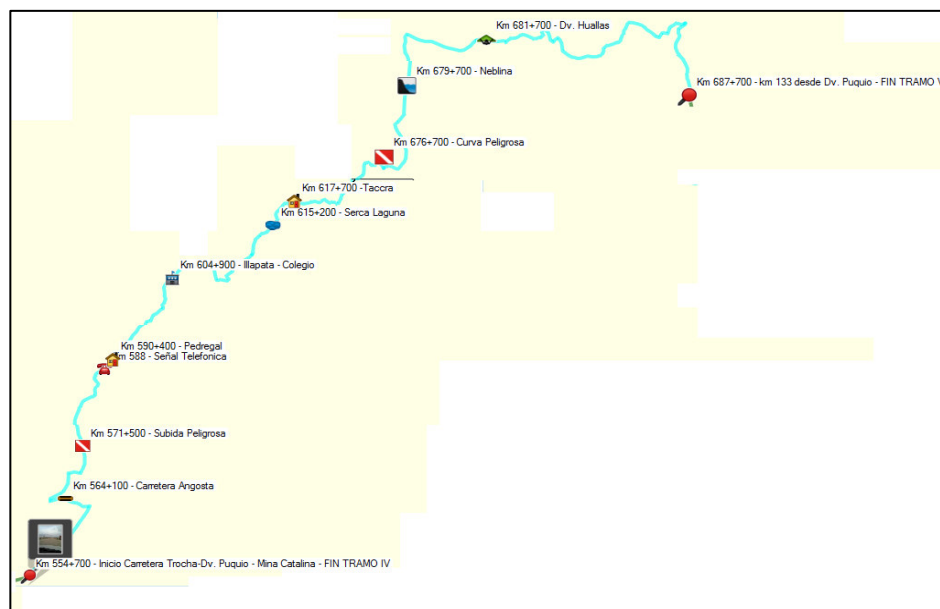 Km 681+700 - Dv. Huallas
Km 679+700 - Neblina
Km 687+700 - km 133 desde Dv. Puquio - FIN TRAMO V
Km 676+700 - Curva Peligrosa
Km 617+700 -Taccra
Km 615+200 - Serca Laguna
Km 604+900 - Illapata - Colegio
Km 590+400 - Pedregal
Km 588 - Señal Telefonica
Km 571+500 - Subida Peligrosa
Km 564+100 - Carretera Angosta
Km 554+700 - Inicio Carretera Trocha-Dv. Puquio - Mina Catalina - FIN TRAMO IV